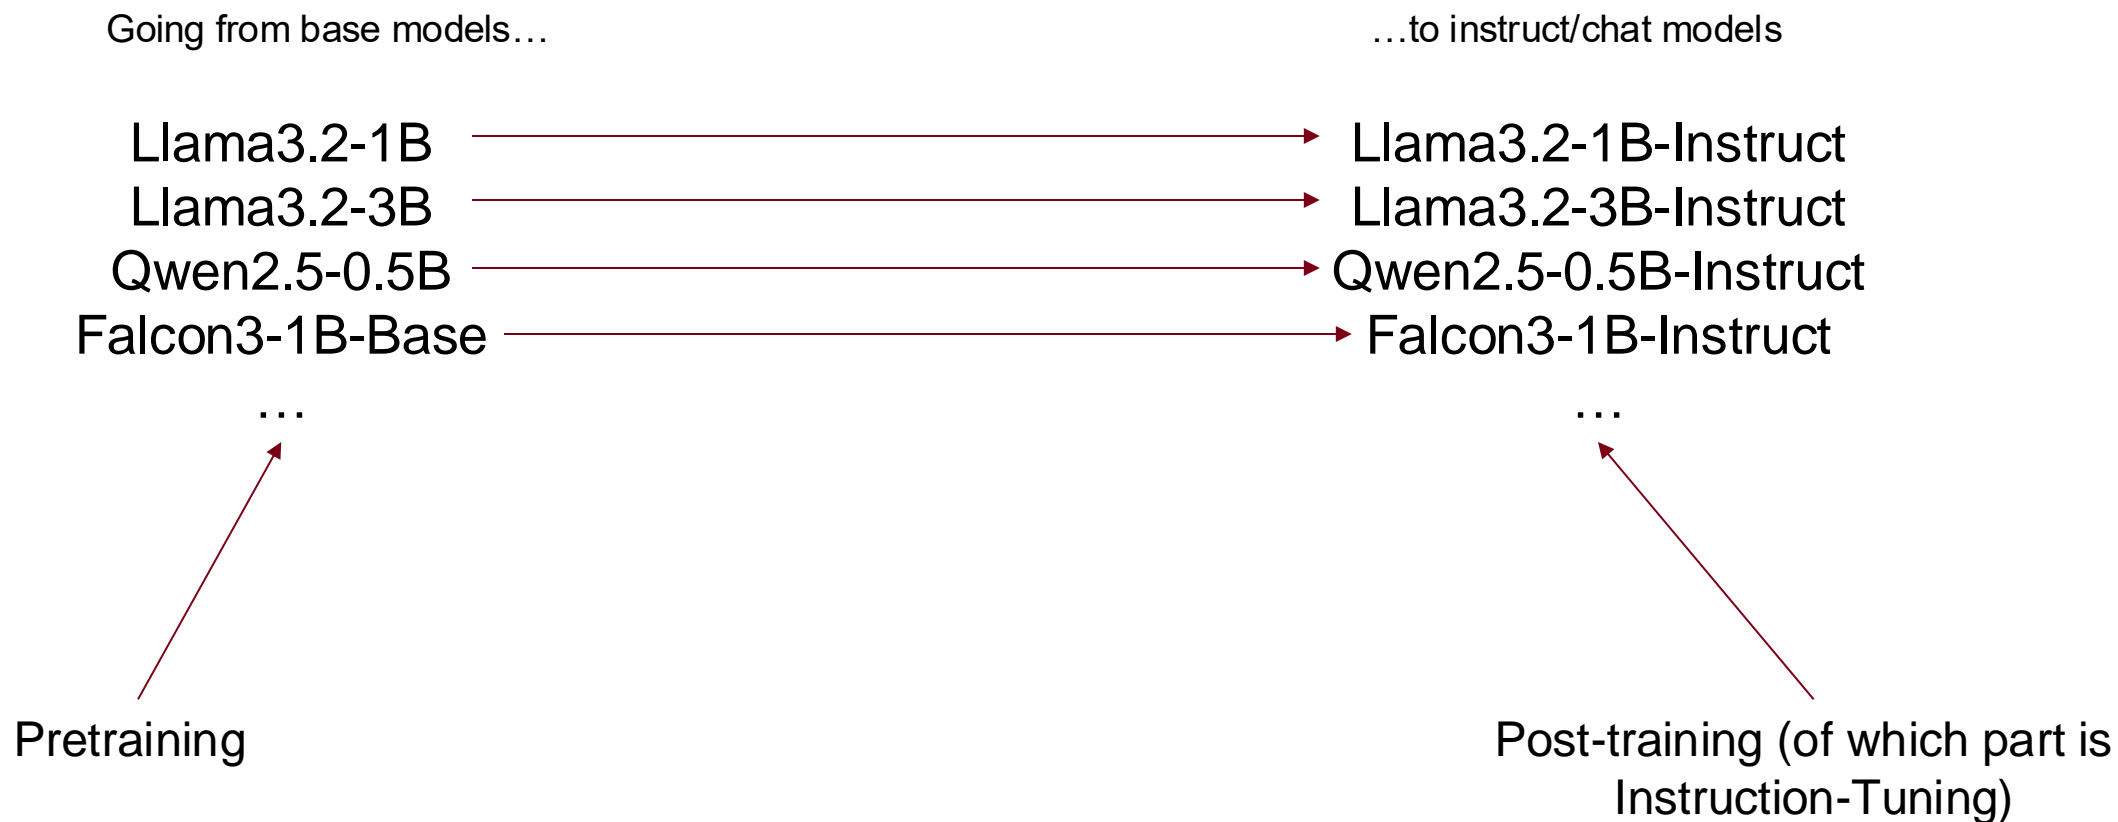 Going from base models…
…to instruct/chat models
Llama3.2-1B
Llama3.2-1B-Instruct
Llama3.2-3B
Llama3.2-3B-Instruct
Qwen2.5-0.5B
Qwen2.5-0.5B-Instruct
Falcon3-1B-Base
Falcon3-1B-Instruct
…
…
Pretraining
Post-training (of which part is
Instruction-Tuning)